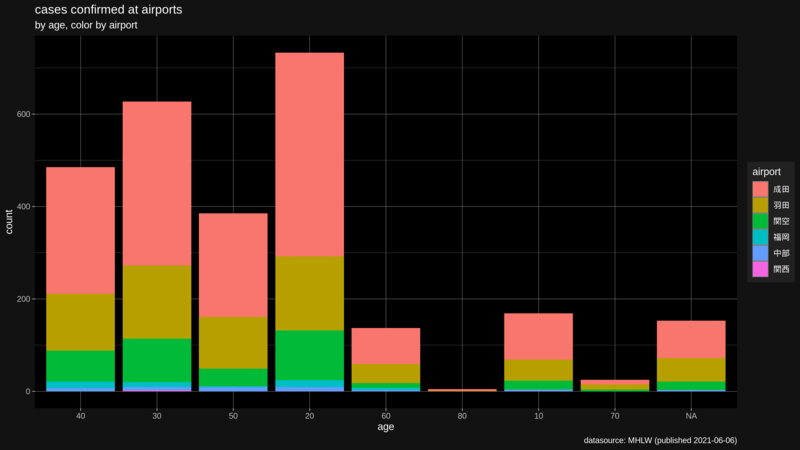 cases confirmed at airports
by age, color by airport
count
600
400
200
0
40 30 50 20 60 80 10 70 NA
age
airport
成田
羽田
関空
福岡
中部
関西
datasource: MHLW (published 2021-06-06)